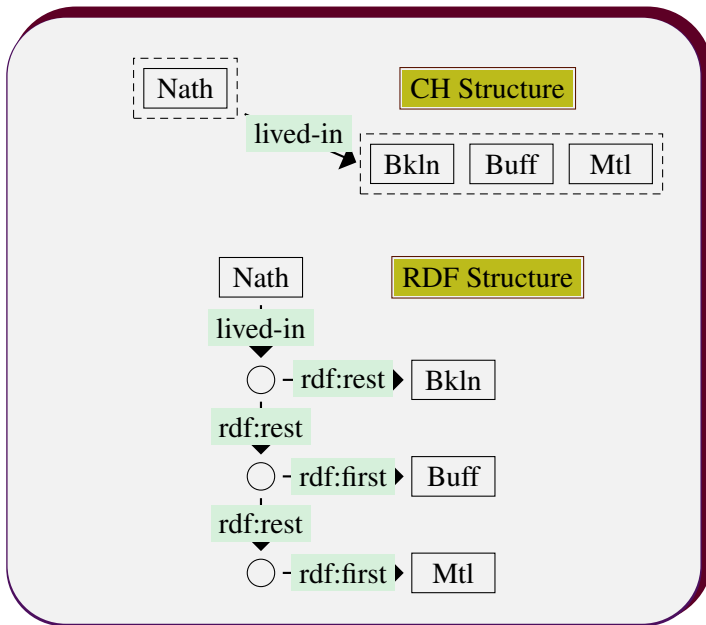 Nath
CH Structure
lived-in
Bkln Buff Mtl
Nath
RDF Structure
lived-in
rdf:rest
Bkln
rdf:rest
rdf:first
Buff
rdf:rest
rdf:first
Mtl